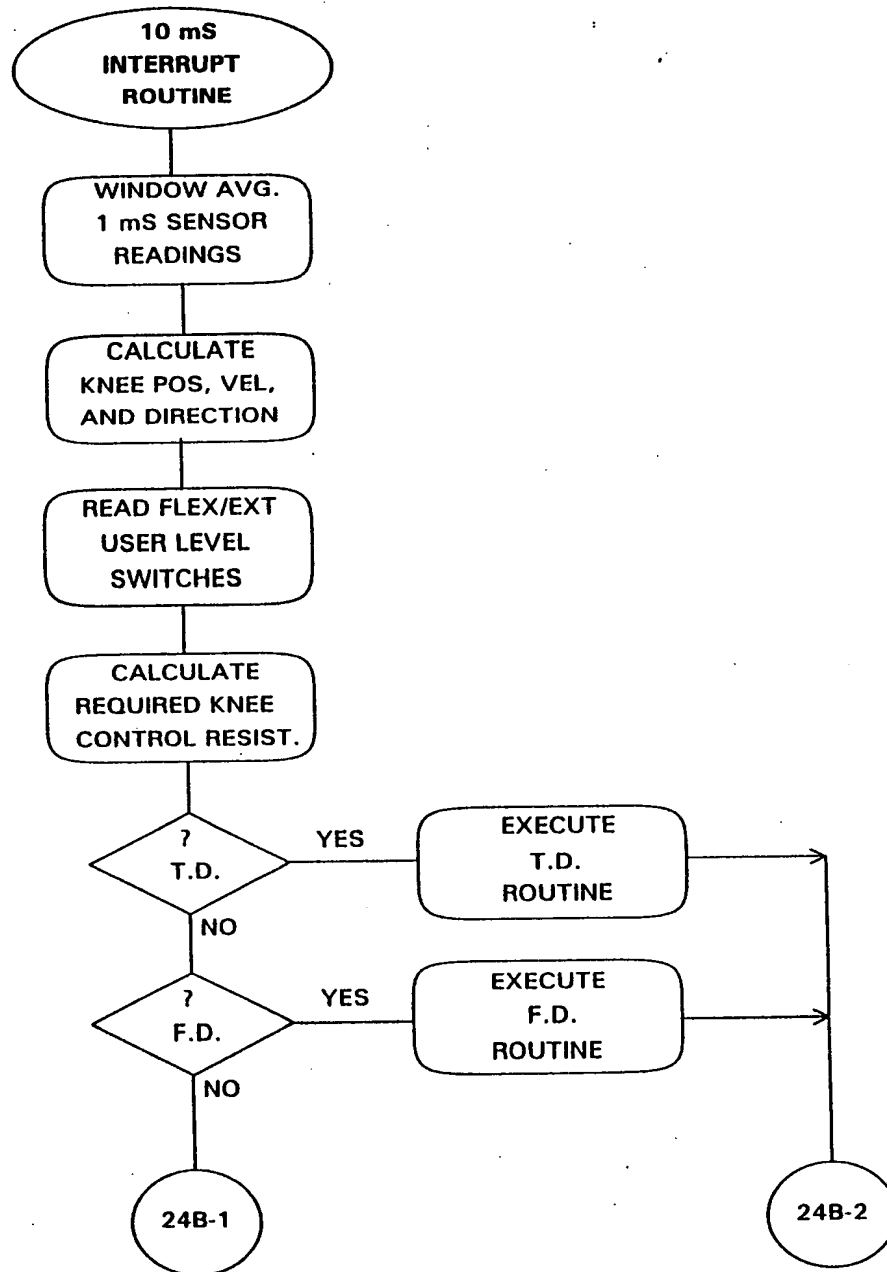 10 mS
INTERRUPT
ROUTINE
WINDOW AVG.
1 mS SENSOR
READINGS
CALCULATE
KNEE POS, VEL,
AND DIRECTION
READ FLEX/EXT
USER LEVEL
SWITCHES
CALCULATE
REQUIRED KNEE
CONTROL RESIST.
?
T.D.
YES
EXECUTE
T.D.
ROUTINE
NO
?
F.D.
YES
EXECUTE
F.D.
ROUTINE
NO
24B-1
24B-2